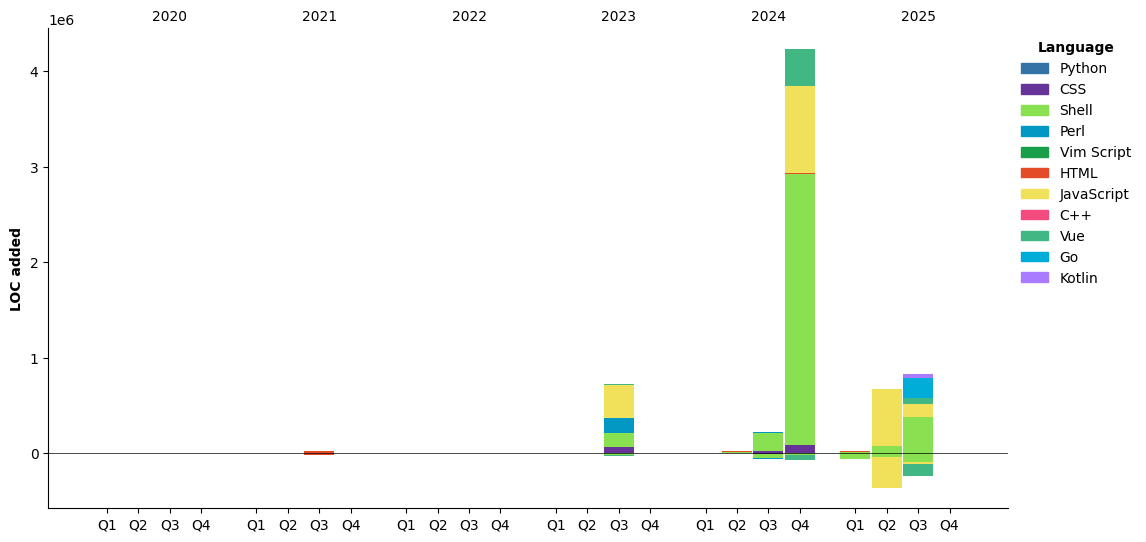 1e6
2020 2021 2022 2023 2024 2025
Language
Python
CSS
Shell
Perl
Vim Script
HTML
JavaScript
C++
Vue
Go
Kotlin
LOC added
4
3
2
1
0
Q1 Q2 Q3 Q4 Q1 Q2 Q3 Q4 Q1 Q2 Q3 Q4 Q1 Q2 Q3 Q4 Q1 Q2 Q3 Q4 Q1 Q2 Q3 Q4